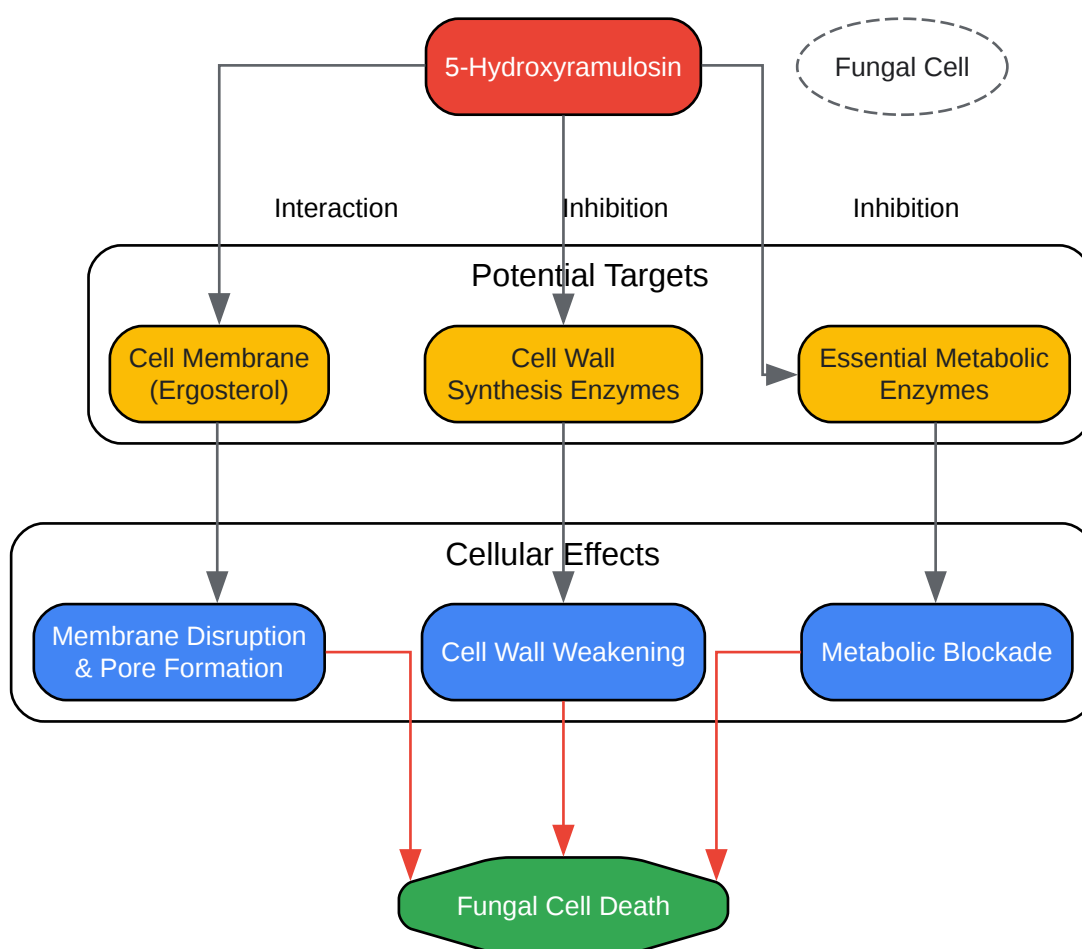 5-Hydroxyramulosin
Fungal Cell
Interaction
Inhibition
Inhibition
Potential Targets
Cell Membrane
(Ergosterol)
Cell Wall
Synthesis Enzymes
Essential Metabolic
Enzymes
Cellular Effects
Membrane Disruption
& Pore Formation
Cell Wall Weakening
Metabolic Blockade
Fungal Cell Death